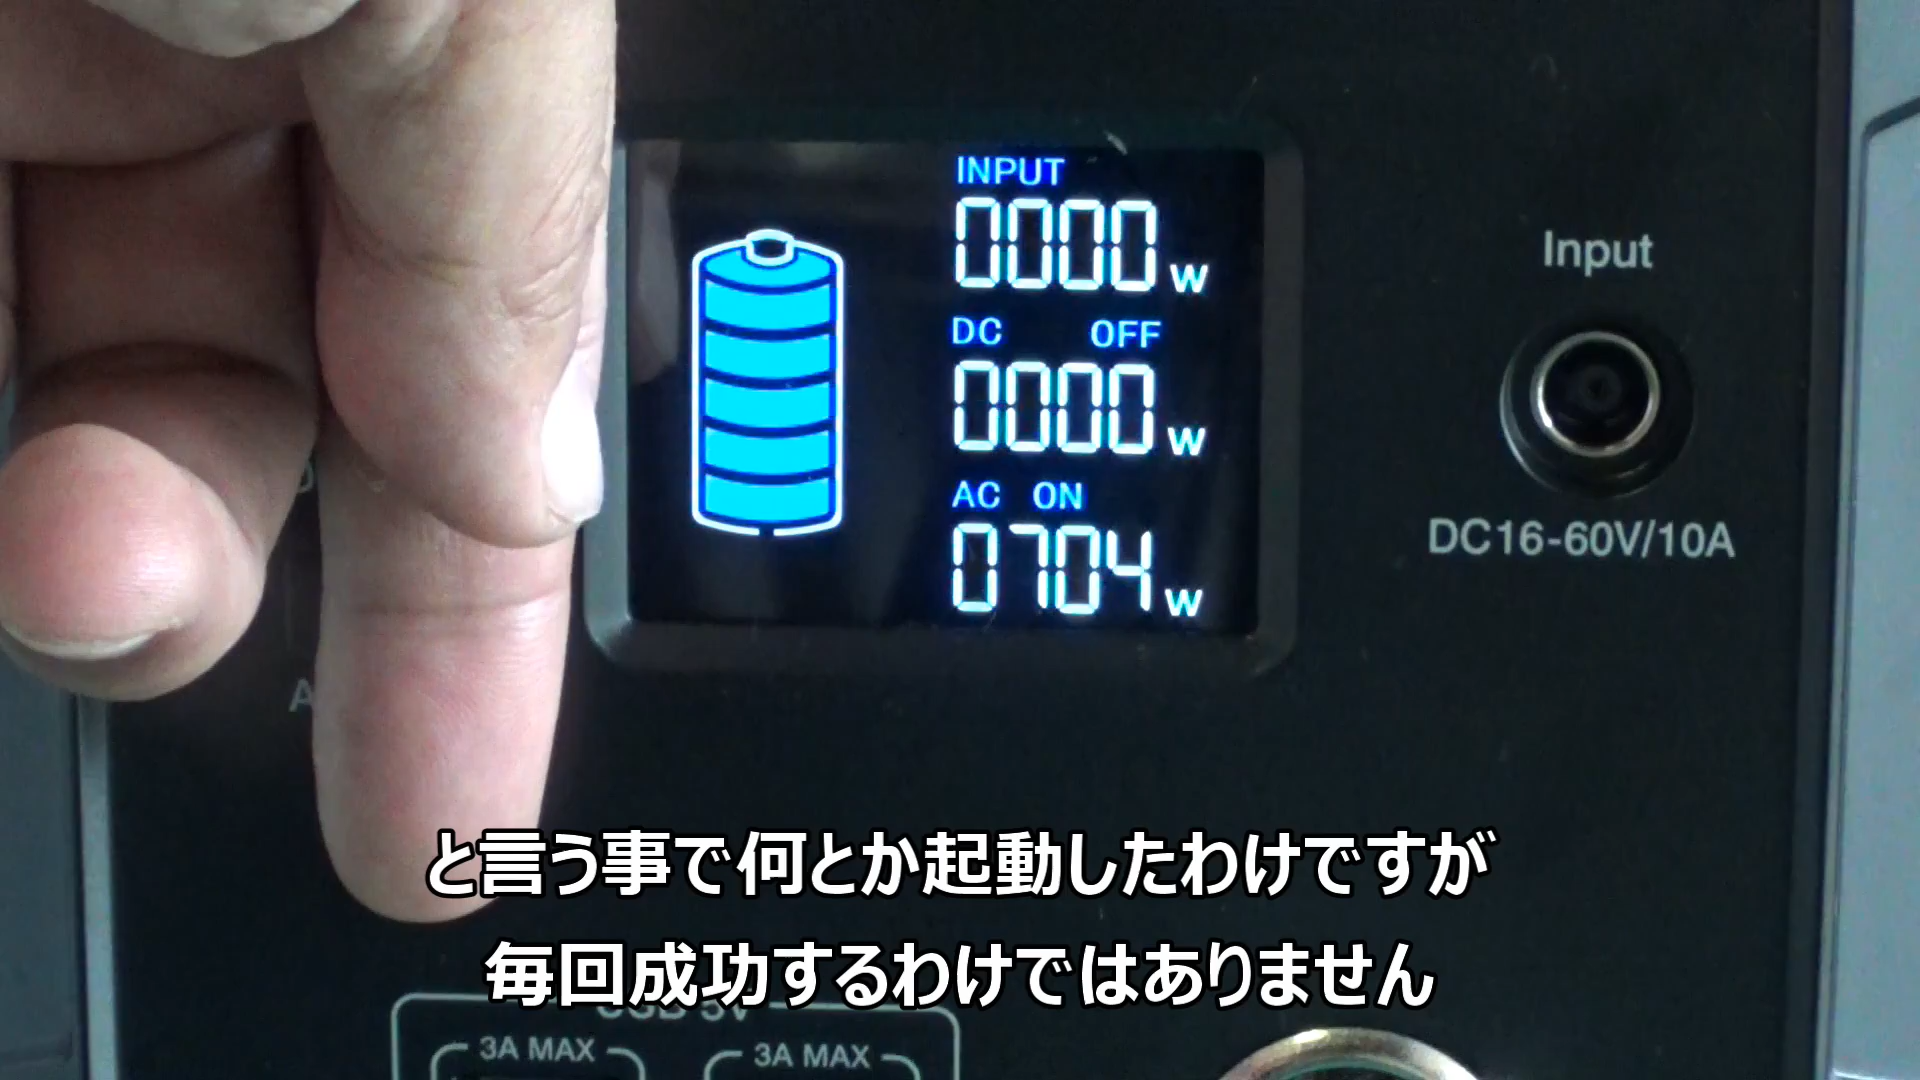 INPUT
0000 W
DC OFF
0000 W
AC ON
0704 W
Input
DC16-60V/10A
と言う事で何とか起動したわけですが
毎回成功するわけではありません
USB 5V
3A MAX
3A MAX